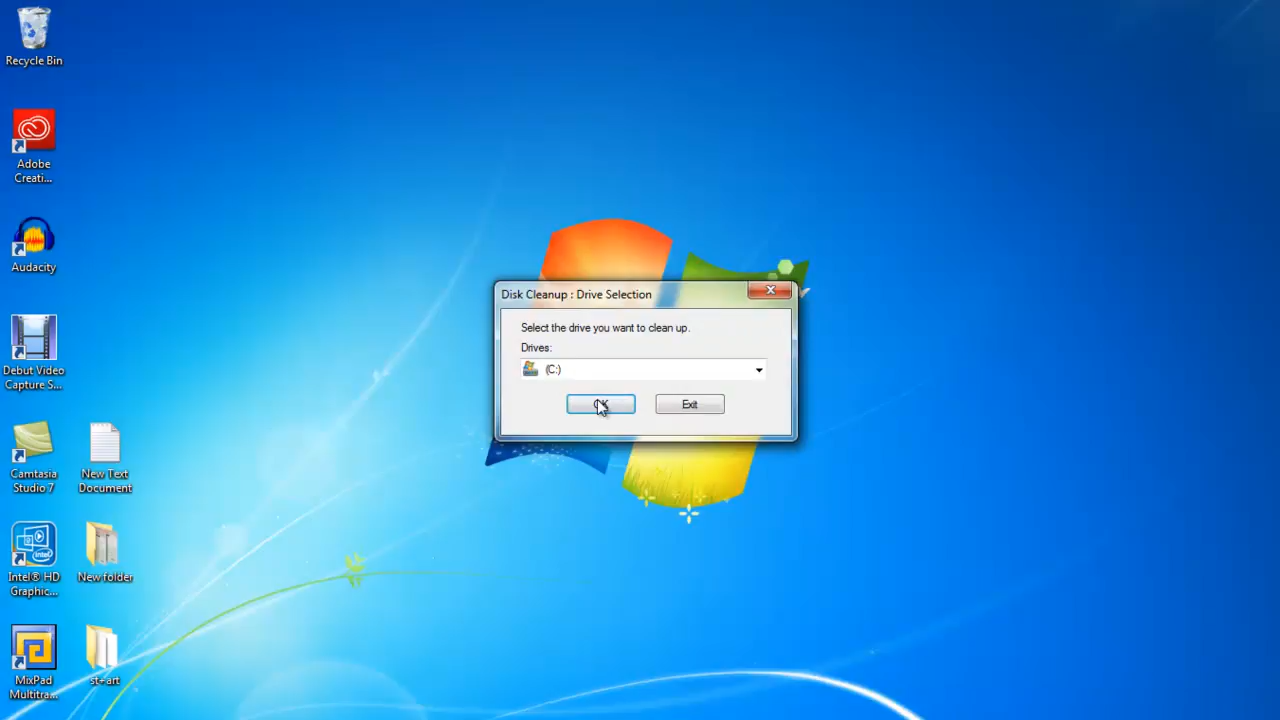 Recycle Bin
Adobe
Creati...
Audacity
Debut Video
Capture S...
Camtasia
Studio 7
New Text
Document
Intel® HD
Graphic...
New folder
MixPad
Multitra...
st+art
Disk Cleanup : Drive Selection
Select the drive you want to clean up.
Drives:
(C:)
Exit